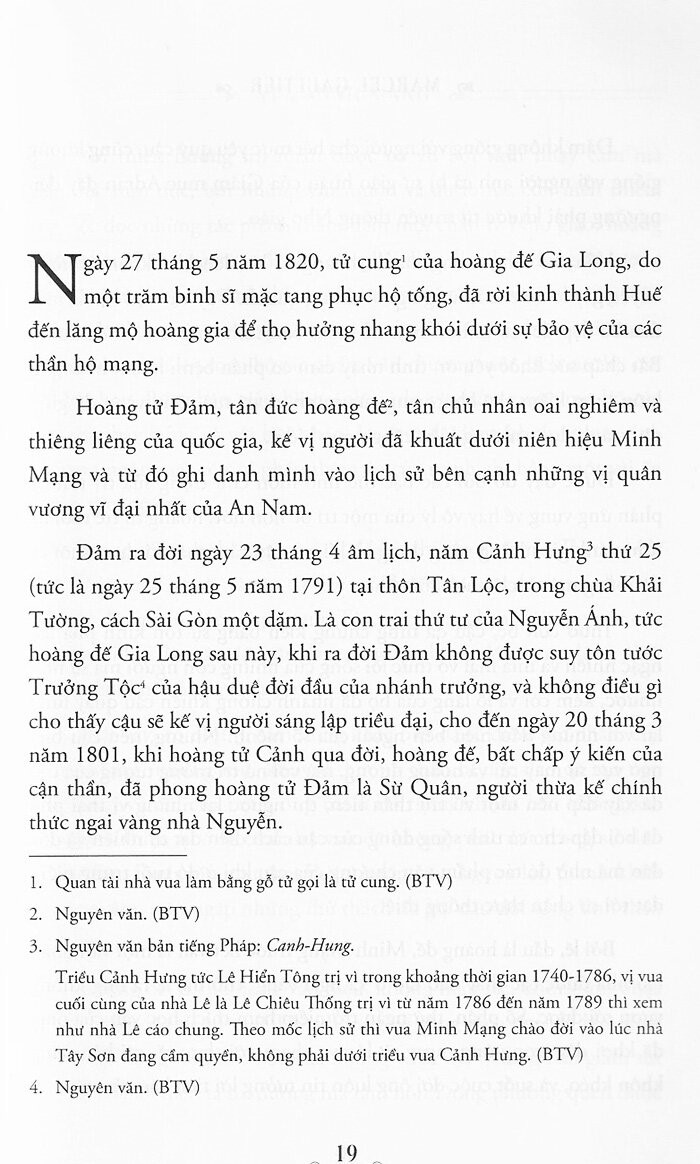 Ngày 27 tháng 5 năm 1820, tử cung¹ của hoàng đế Gia Long, do
một trăm binh sĩ mặc tang phục hộ tống, đã rời kinh thành Huế
đến lăng mộ hoàng gia để thọ hưởng nhang khói dưới sự bảo vệ của các
thần hộ mạng.
Hoàng tử Đảm, tân đức hoàng đế², tân chủ nhân oai nghiêm và
thiêng liêng của quốc gia, kế vị người đã khuất dưới niên hiệu Minh
Mạng và từ đó ghi danh mình vào lịch sử bên cạnh những vị quân
vương vĩ đại nhất của An Nam.
Đảm ra đời ngày 23 tháng 4 âm lịch, năm Cảnh Hưng³ thứ 25
(tức là ngày 25 tháng 5 năm 1791) tại thôn Tân Lộc, trong chùa Khải
Tường, cách Sài Gòn một dặm. Là con trai thứ tư của Nguyễn Ánh, tức
hoàng đế Gia Long sau này, khi ra đời Đảm không được suy tôn tước
Trưởng Tộc⁴ của hậu duệ đời đầu của nhánh trưởng, và không điều gì
cho thấy cậu sẽ kế vị người sáng lập triều đại, cho đến ngày 20 tháng 3
năm 1801, khi hoàng tử Cảnh qua đời, hoàng đế, bất chấp ý kiến của
cận thần, đã phong hoàng tử Đảm là Sừ Quân, người thừa kế chính
thức ngai vàng nhà Nguyễn.
1. Quan tài nhà vua làm bằng gỗ tử gọi là tử cung. (BTV)
2. Nguyên văn. (BTV)
3. Nguyên văn bản tiếng Pháp: Canh-Hung.
Triều Cảnh Hưng tức Lê Hiển Tông trị vì trong khoảng thời gian 1740-1786, vị vua
cuối cùng của nhà Lê là Lê Chiêu Thống trị vì từ năm 1786 đến năm 1789 thì xem
như nhà Lê cáo chung. Theo mốc lịch sử thì vua Minh Mạng chào đời vào lúc nhà
Tây Sơn đang cầm quyền, không phải dưới triều vua Cảnh Hưng. (BTV)
4. Nguyên văn. (BTV)
19